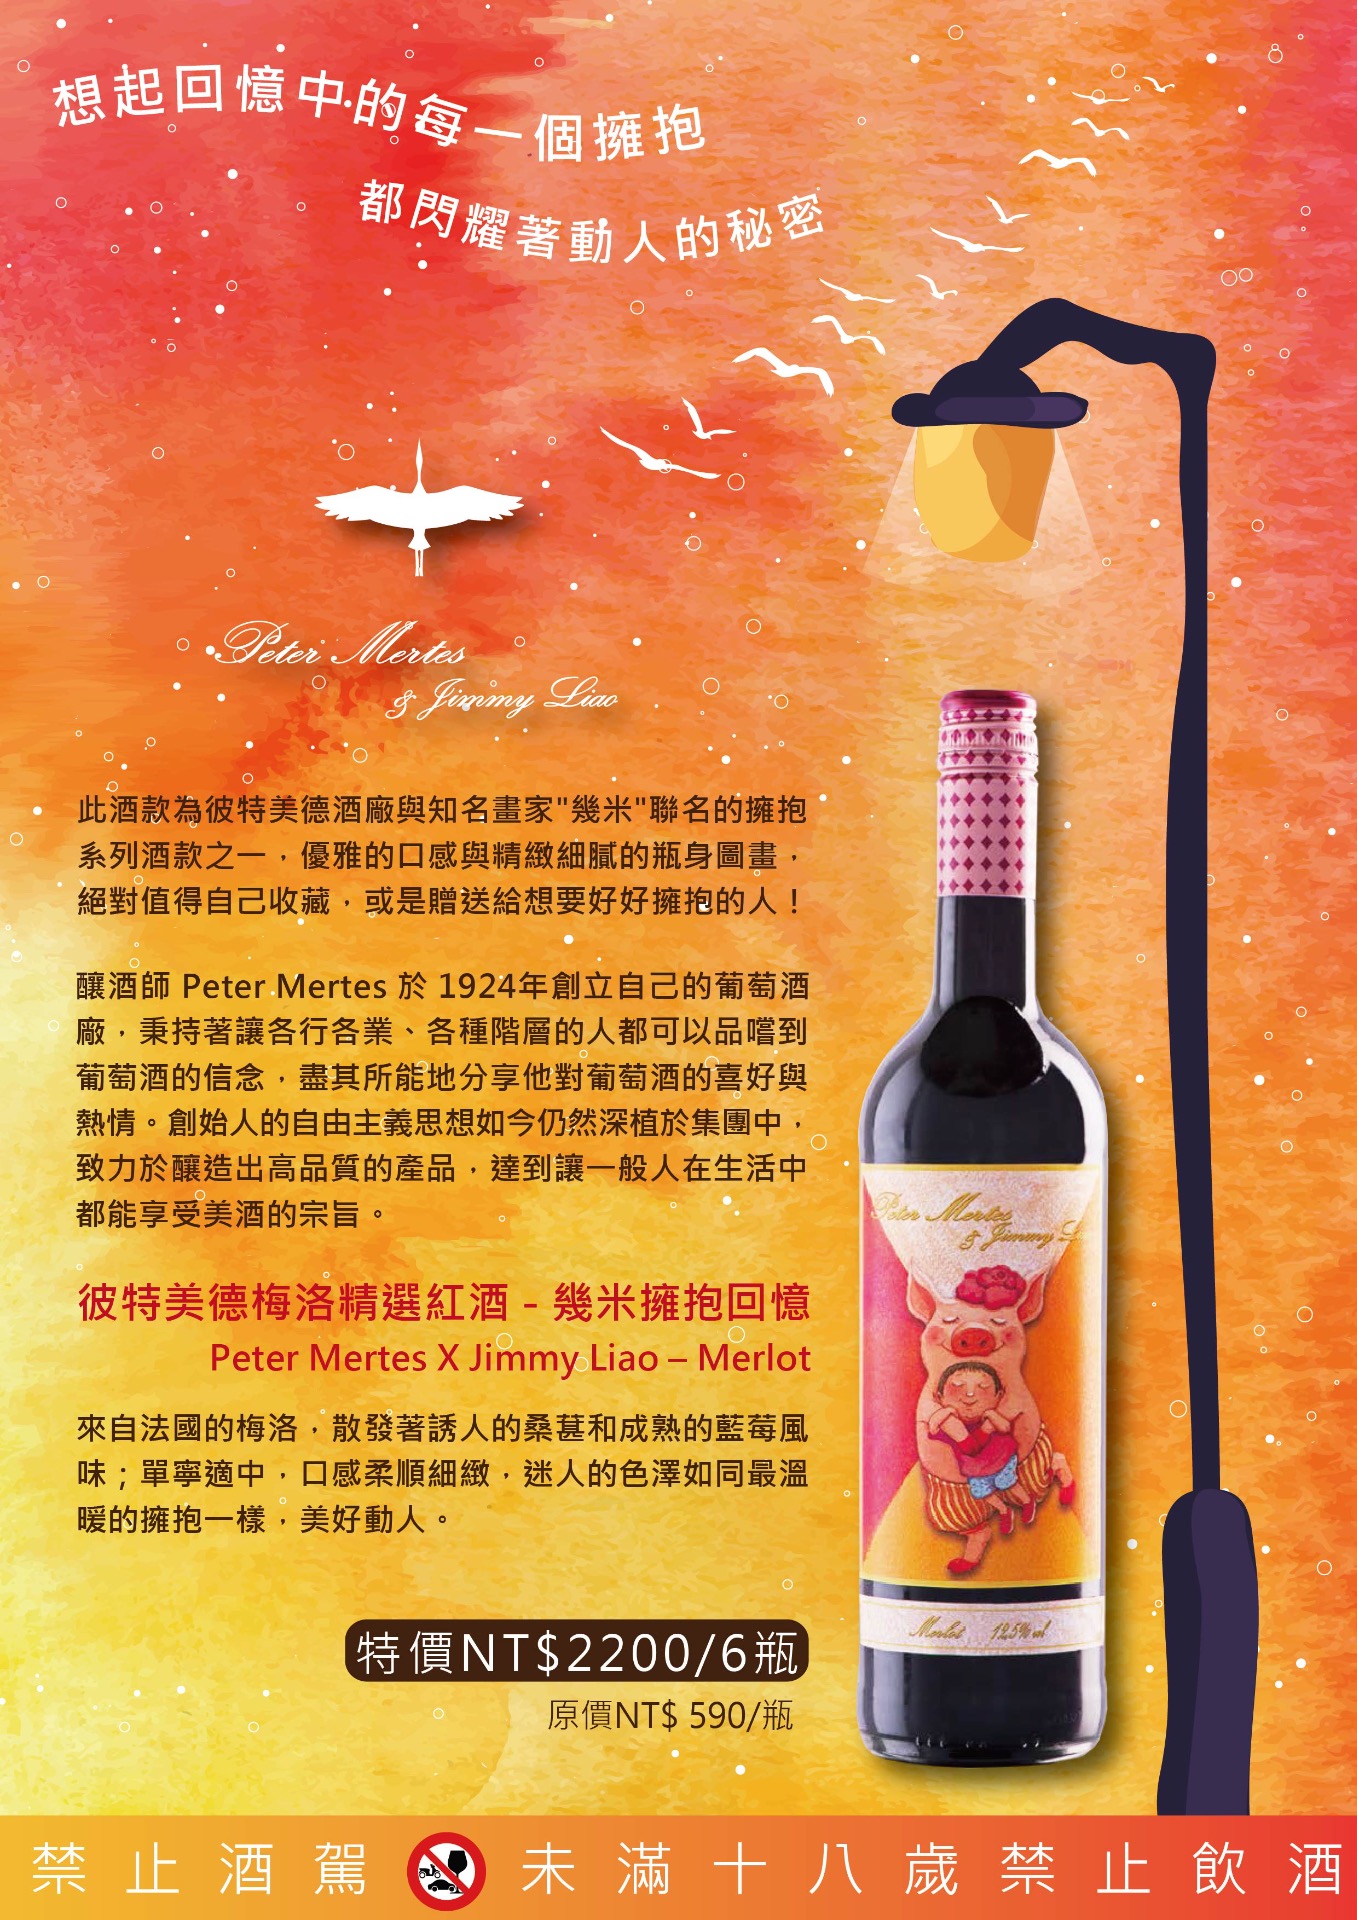 想起回憶中的每一個擁抱
都閃耀著動人的秘密
Peter Mertes
& Jimmy Liao
此酒款為彼特美德酒廠與知名畫家"幾米"聯名的擁抱
系列酒款之一，優雅的口感與精緻細膩的瓶身圖畫，
絕對值得自己收藏，或是贈送給想要好好擁抱的人！
釀酒師 Peter Mertes 於 1924年創立自己的葡萄酒
廠，秉持著讓各行各業、各種階層的人都可以品嚐到
葡萄酒的信念，盡其所能地分享他對葡萄酒的喜好與
熱情。創始人的自由主義思想如今仍然深植於集團中，
致力於釀造出高品質的產品，達到讓一般人在生活中
都能享受美酒的宗旨。
彼特美德梅洛精選紅酒 - 幾米擁抱回憶
Peter Mertes X Jimmy Liao – Merlot
來自法國的梅洛，散發著誘人的桑葚和成熟的藍莓風
味；單寧適中，口感柔順細緻，迷人的色澤如同最溫
暖的擁抱一樣，美好動人。
特價NT$2200/6瓶
原價NT$ 590/瓶
Peter Mertes
& Jimmy
Merlot 12.5% vol
禁止酒駕 未滿十八歲禁止飲酒